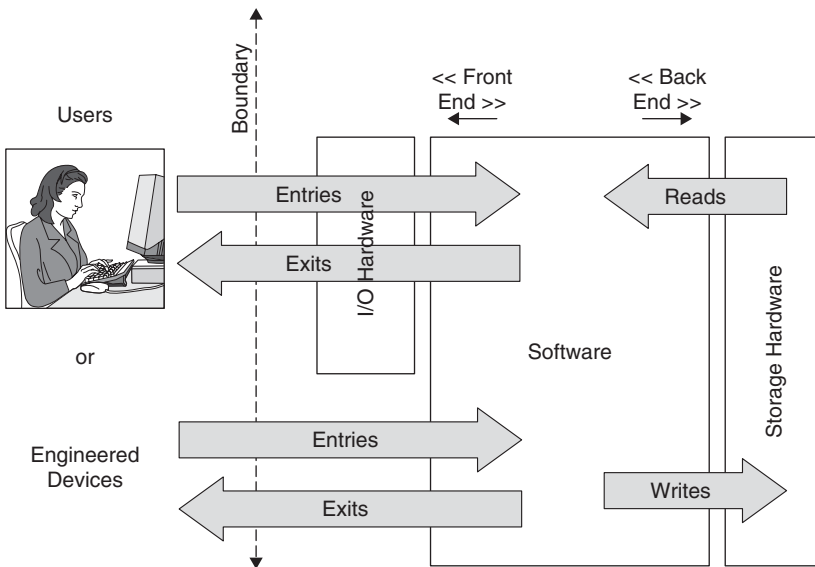 << Front
End >>
<< Back
End >>
Users
Boundary
Entries
Reads
Exits
I/O Hardware
or
Software
Storage Hardware
Entries
Engineered
Devices
Writes
Exits